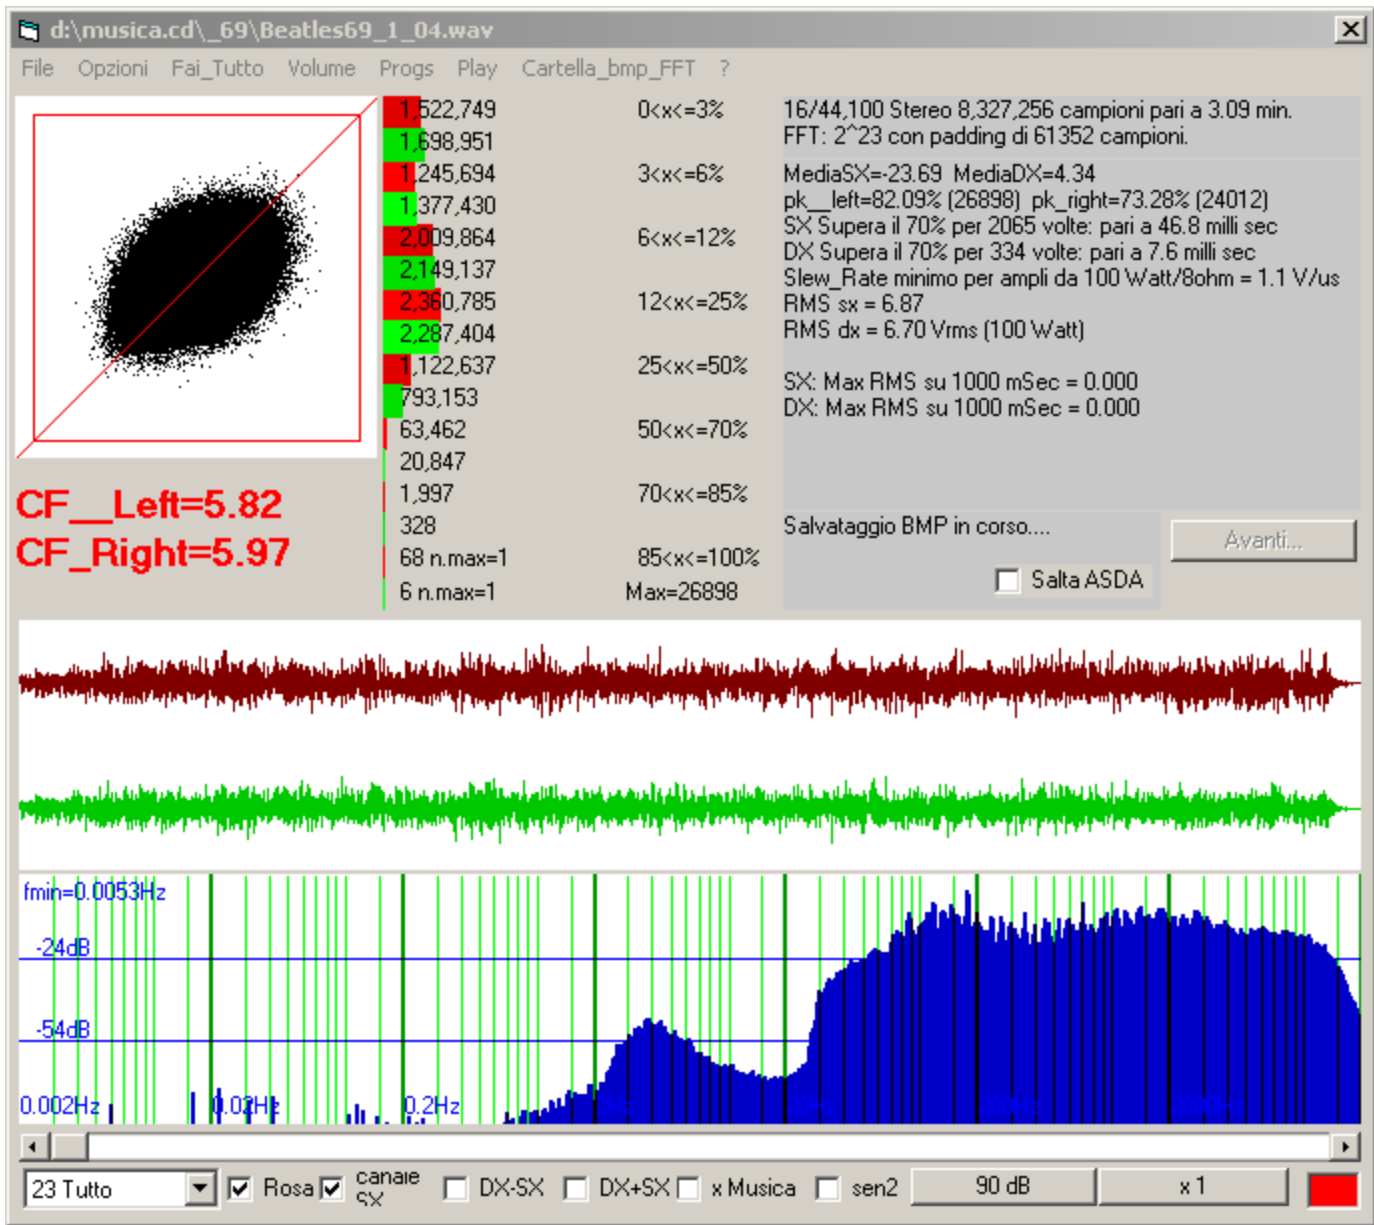 d:\musica.cd\_69\Beatles69_1_04.wav
File Opzioni Fai_Tutto Volume Progs Play Cartella_bmp_FFT ?
1,522,749 0<x<=3%
1,698,951
1,245,694 3<x<=6%
1,377,430
2,009,864 6<x<=12%
2,149,137
2,360,785 12<x<=25%
2,287,404
1,122,637 25<x<=50%
793,153
63,462 50<x<=70%
20,847
1,997 70<x<=85%
328
68 n.max=1 85<x<=100%
6 n.max=1 Max=26898
16/44,100 Stereo 8,327,256 campioni pari a 3.09 min.
FFT: 2^23 con padding di 61352 campioni.
MediaSX=-23.69 MediaDX=4.34
pk__left=82.09% (26898) pk_right=73.28% (24012)
SX Supera il 70% per 2065 volte: pari a 46.8 milli sec
DX Supera il 70% per 334 volte: pari a 7.6 milli sec
Slew_Rate minimo per ampli da 100 Watt/8ohm = 1.1 V/us
RMS sx = 6.87
RMS dx = 6.70 Vrms (100 Watt)
SX: Max RMS su 1000 mSec = 0.000
DX: Max RMS su 1000 mSec = 0.000
CF__Left=5.82
CF_Right=5.97
Salvataggio BMP in corso....
Avanti...
Salta ASDA
fmin=0.0053Hz
-24dB
-54dB
0.002Hz 0.02Hz 0.2Hz 2Hz 20Hz 200Hz 2000Hz
23 Tutto Rosa canale SX DX-SX DX+SX x Musica sen2 90 dB x 1